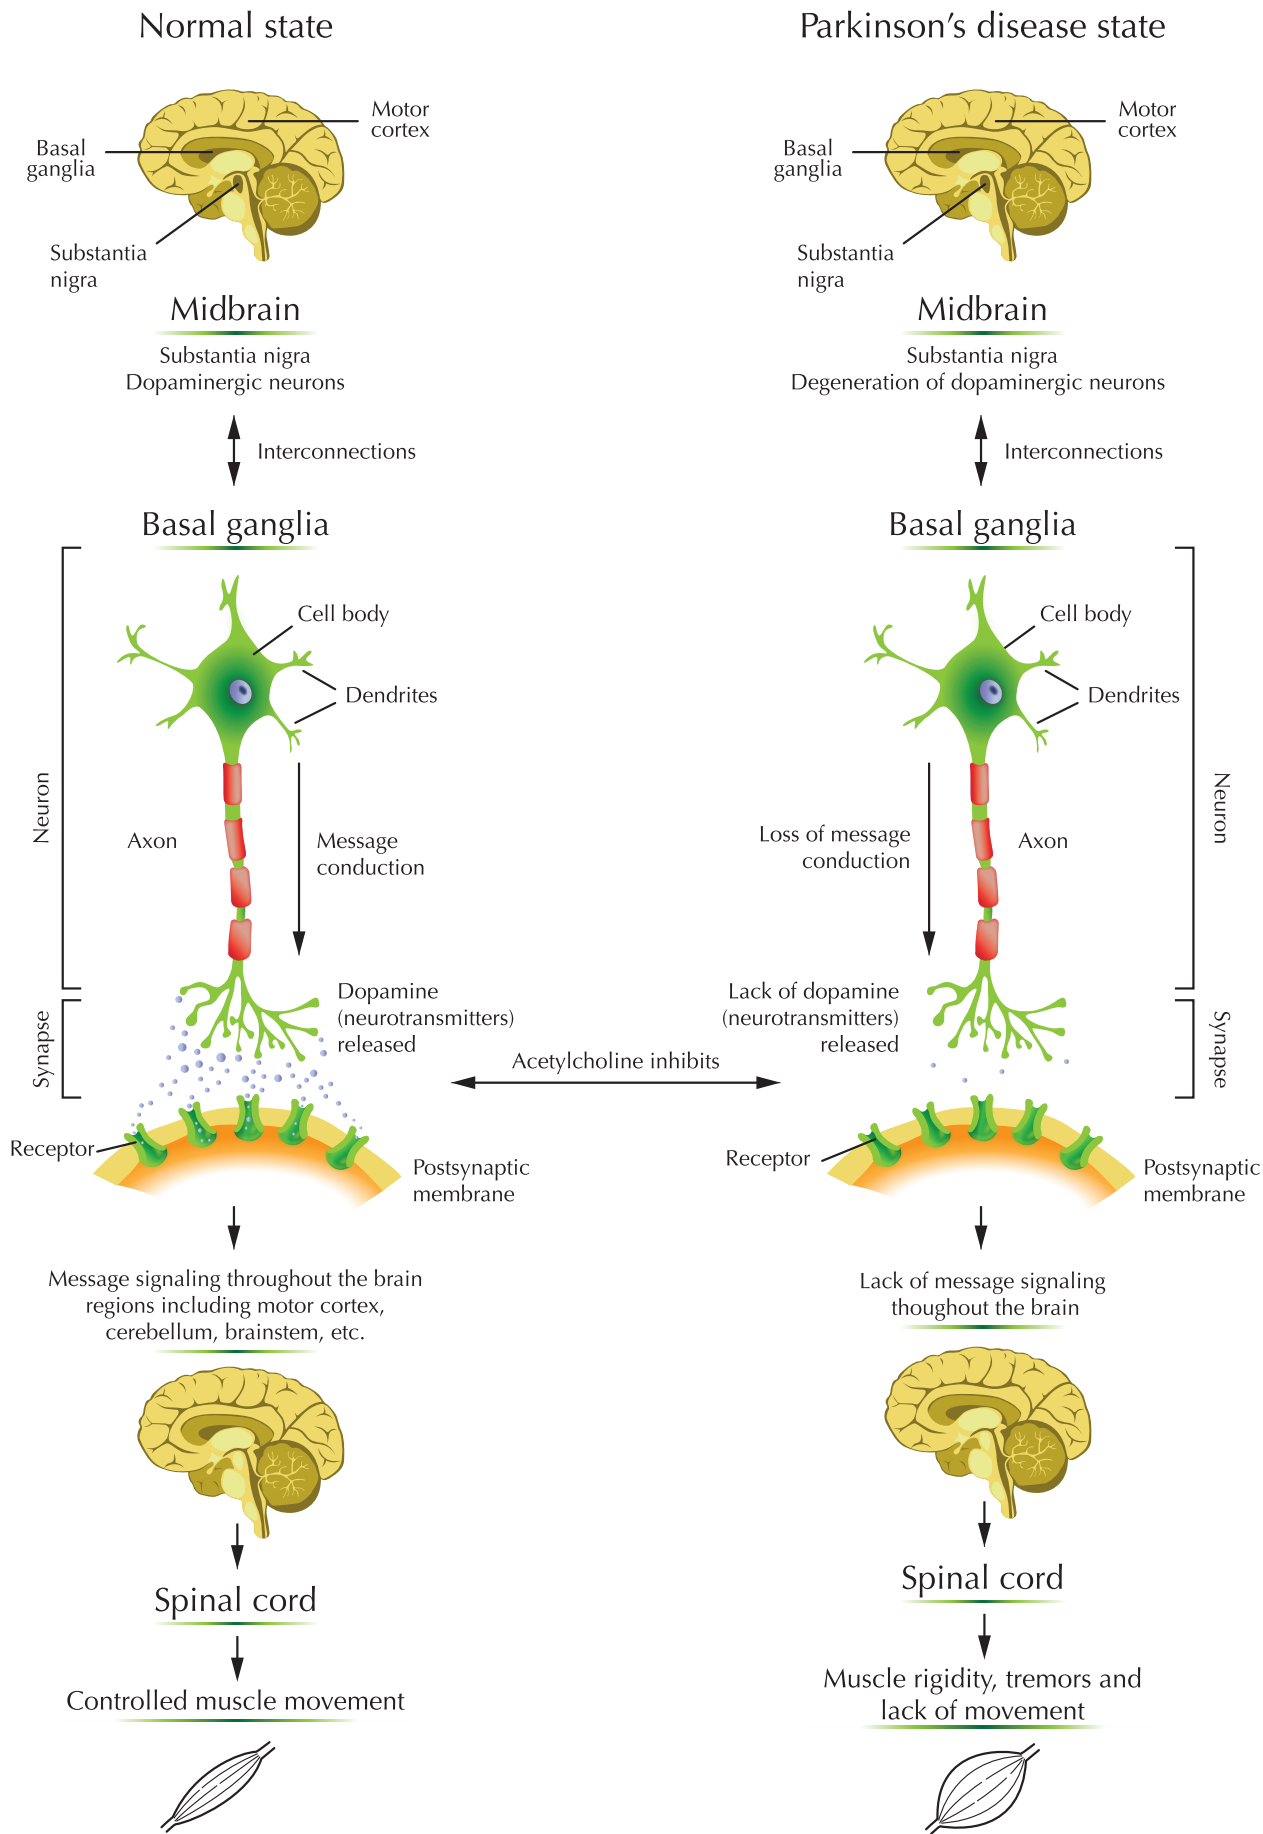 Normal state
Motor
cortex
Basal
ganglia
Substantia
nigra
Midbrain
Substantia nigra
Dopaminergic neurons
Interconnections
Basal ganglia
Cell body
Dendrites
Neuron
Axon
Message
conduction
Dopamine
(neurotransmitters)
released
Synapse
Receptor
Postsynaptic
membrane
Message signaling throughout the brain
regions including motor cortex,
cerebellum, brainstem, etc.
Spinal cord
Controlled muscle movement
Acetylcholine inhibits
Parkinson's disease state
Motor
cortex
Basal
ganglia
Substantia
nigra
Midbrain
Substantia nigra
Degeneration of dopaminergic neurons
Interconnections
Basal ganglia
Cell body
Dendrites
Neuron
Loss of message
conduction
Axon
Lack of dopamine
(neurotransmitters)
released
Synapse
Receptor
Postsynaptic
membrane
Lack of message signaling
thoughout the brain
Spinal cord
Muscle rigidity, tremors and
lack of movement